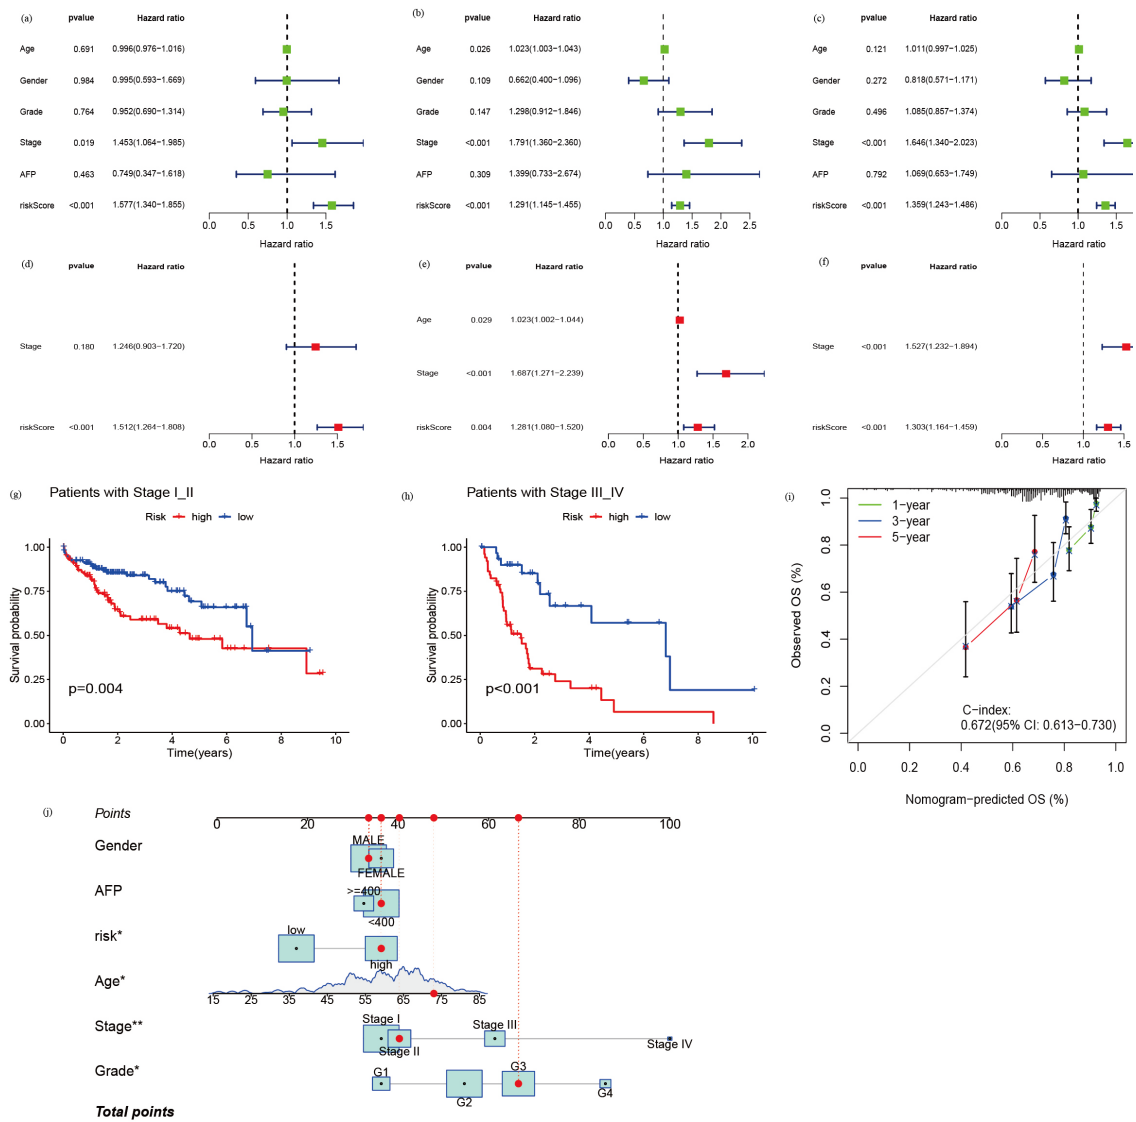 (a) pvalue Hazard ratio
Age 0.691 0.996(0.976−1.016)
Gender 0.984 0.995(0.593−1.669)
Grade 0.764 0.952(0.690−1.314)
Stage 0.019 1.453(1.064−1.985)
AFP 0.463 0.749(0.347−1.618)
riskScore <0.001 1.577(1.340−1.855)
0.0 0.5 1.0 1.5
Hazard ratio
(b) pvalue Hazard ratio
Age 0.026 1.023(1.003−1.043)
Gender 0.109 0.662(0.400−1.096)
Grade 0.147 1.298(0.912−1.846)
Stage <0.001 1.791(1.360−2.360)
AFP 0.309 1.399(0.733−2.674)
riskScore <0.001 1.291(1.145−1.455)
0.0 0.5 1.0 1.5 2.0 2.5
Hazard ratio
(c) pvalue Hazard ratio
Age 0.121 1.011(0.997−1.025)
Gender 0.272 0.818(0.571−1.171)
Grade 0.496 1.085(0.857−1.374)
Stage <0.001 1.646(1.340−2.023)
AFP 0.792 1.069(0.653−1.749)
riskScore <0.001 1.359(1.243−1.486)
0.0 0.5 1.0 1.5
Hazard ratio
(d) pvalue Hazard ratio
Stage 0.180 1.246(0.903−1.720)
riskScore <0.001 1.512(1.264−1.808)
0.0 0.5 1.0 1.5
Hazard ratio
(e) pvalue Hazard ratio
Age 0.029 1.023(1.002−1.044)
Stage <0.001 1.687(1.271−2.239)
riskScore 0.004 1.281(1.080−1.520)
0.0 0.5 1.0 1.5 2.0
Hazard ratio
(f) pvalue Hazard ratio
Stage <0.001 1.527(1.232−1.894)
riskScore <0.001 1.303(1.164−1.459)
0.0 0.5 1.0 1.5
Hazard ratio
(g) Patients with Stage I_II
Risk high low
Survival probability
1.00
0.75
0.50
0.25
0.00
p=0.004
0 2 4 6 8 10
Time(years)
(h) Patients with Stage III_IV
Risk high low
Survival probability
1.00
0.75
0.50
0.25
0.00
p<0.001
0 2 4 6 8 10
Time(years)
(i)
1−year
3−year
5−year
Observed OS (%)
1.0
0.8
0.6
0.4
0.2
0.0
C−index:
0.672(95% CI: 0.613−0.730)
0.0 0.2 0.4 0.6 0.8 1.0
Nomogram−predicted OS (%)
(j) Points
0 20 40 60 80 100
Gender
MALE
FEMALE
AFP
>=400
<400
risk*
low
high
Age*
15 25 35 45 55 65 75 85
Stage**
Stage I
Stage II
Stage III
Stage IV
Grade*
G1
G2
G3
G4
Total points